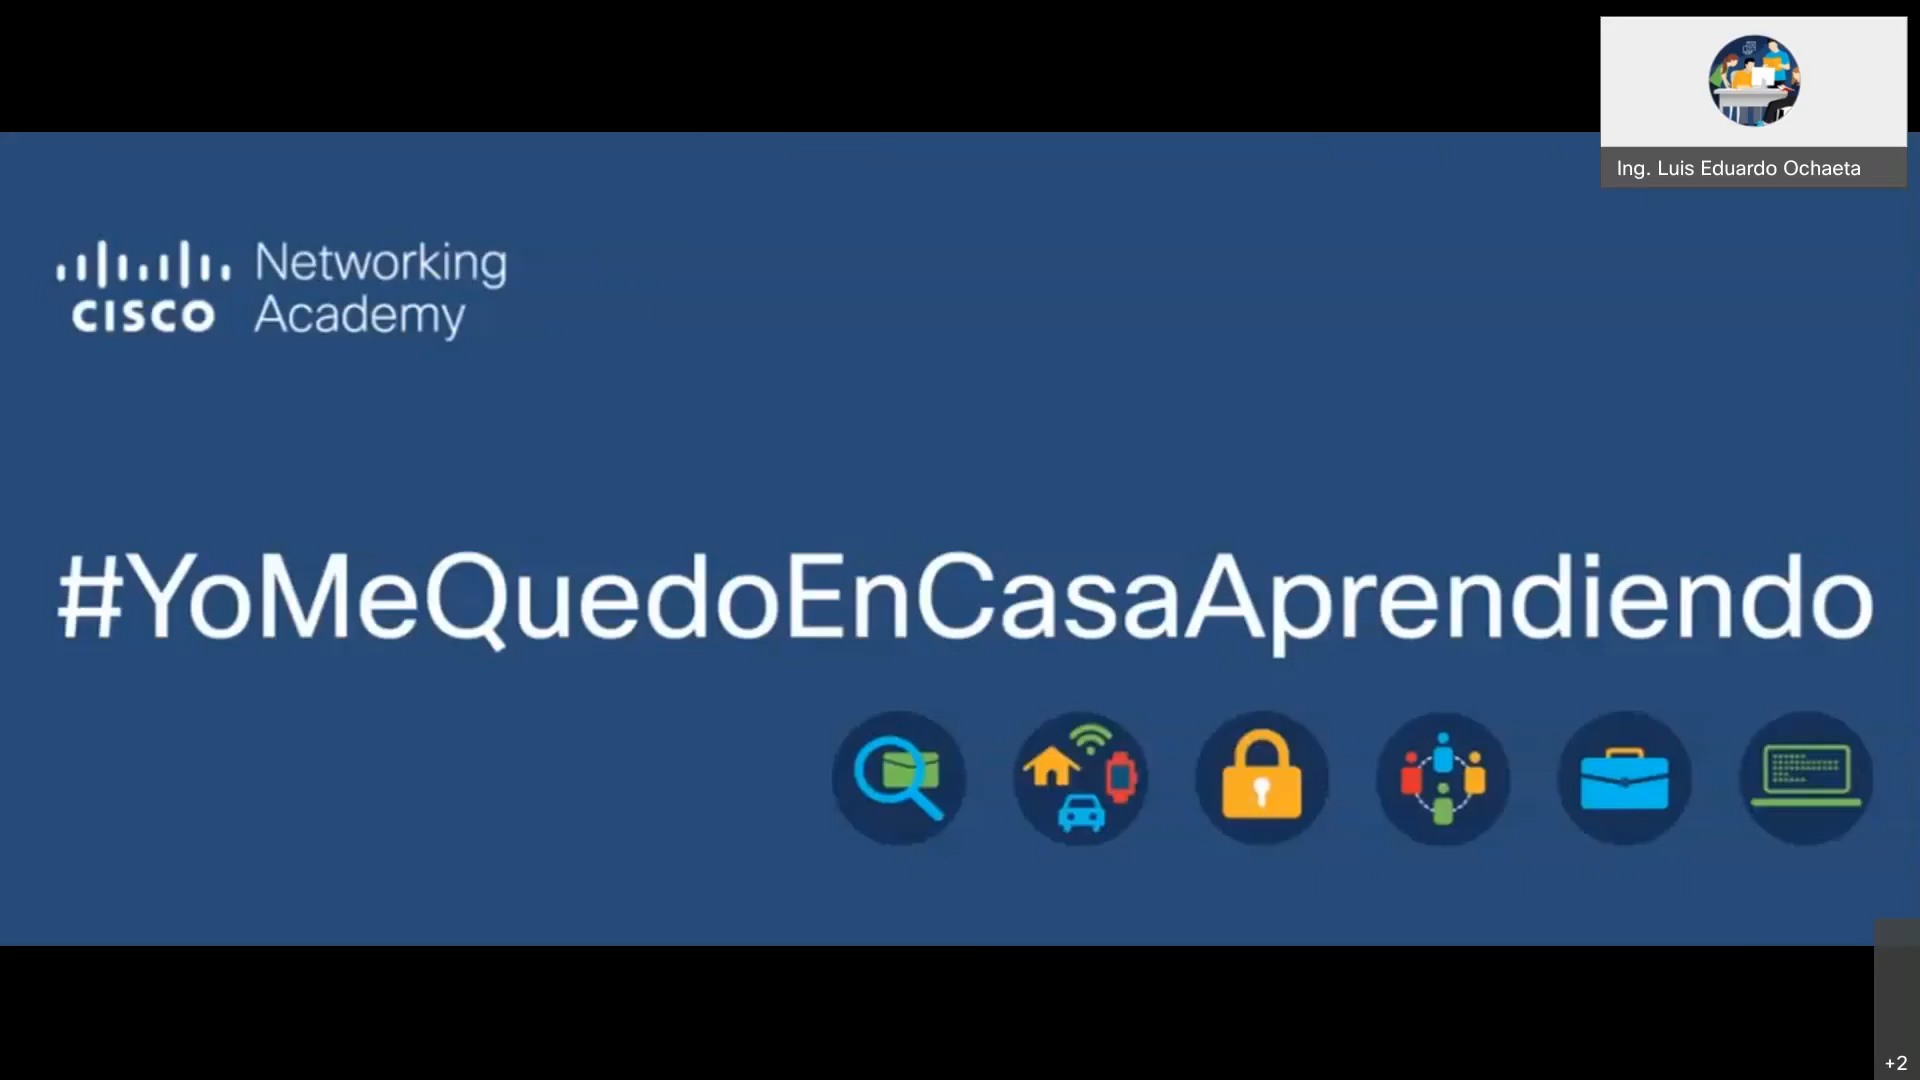 Ing. Luis Eduardo Ochaeta
CISCO
Networking
Academy
#YoMeQuedoEnCasaAprendiendo
+2